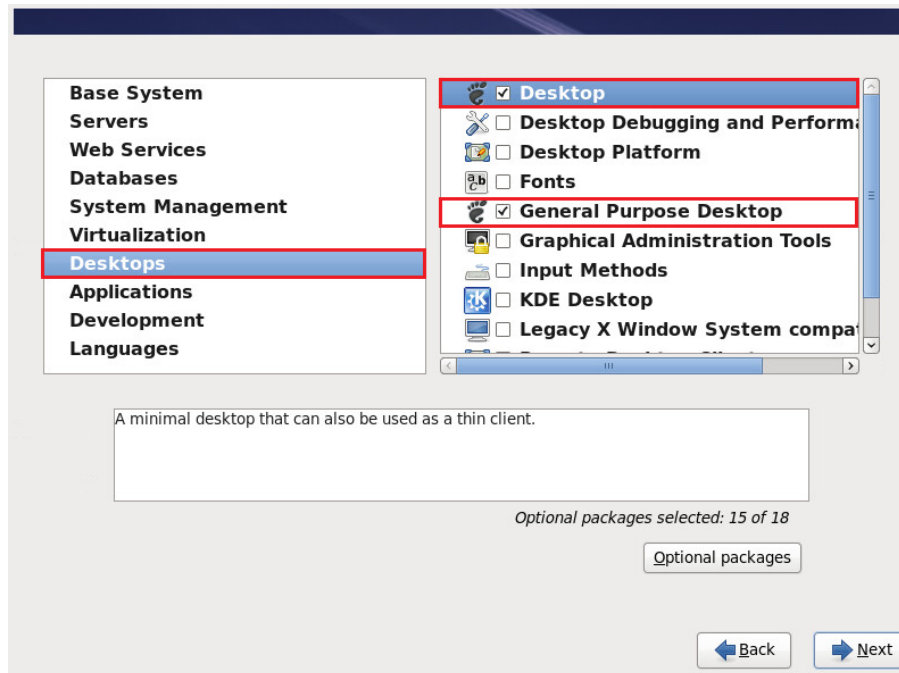 Base System
Servers
Web Services
Databases
System Management
Virtualization
Desktops
Applications
Development
Languages
Desktop
Desktop Debugging and Performa
Desktop Platform
Fonts
General Purpose Desktop
Graphical Administration Tools
Input Methods
KDE Desktop
Legacy X Window System compat
A minimal desktop that can also be used as a thin client.
Optional packages selected: 15 of 18
Optional packages
Back
Next